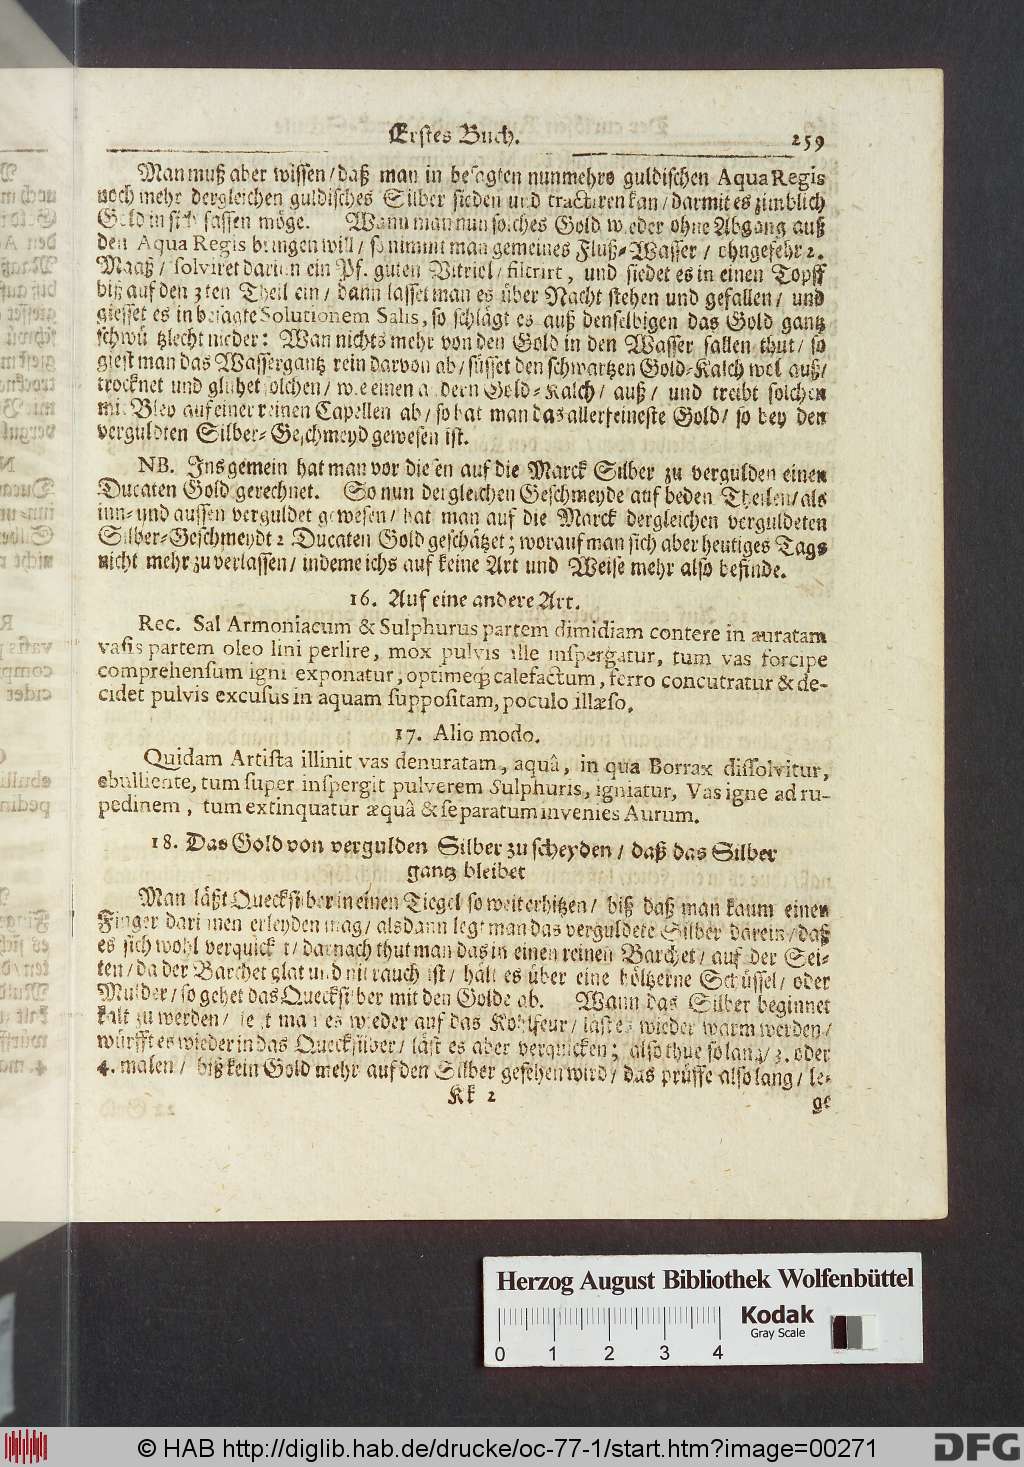 Erstes Buch. 259
Man muß aber wissen/ daß man in besagten nunmehro guldischen Aqua Regis
noch mehr dergleichen guldisches Silber sieden und tracturen kan/ darmit es zimblich
Gold in sich fassen möge. Wann man nun solches Gold wieder ohne Abgang auß
den Aqua Regis bringen will/ so nimmt man gemeines Fluß-Wasser/ ohngefehr 2.
Maaß/ solviret darinn ein Pf. guten Vitriol/ filtrirt, und siedet es in einen Topff
biß auf den 3ten Theil ein/ dann lasset man es über Nacht stehen und gefallen/ und
giesset es in besagte Solutionem Salis, so schlägt es auß denselbigen das Gold gantz
schwürtzlecht nieder: Wan nichts mehr von den Gold in den Wasser fallen thut/ so
giest man das Wasser gantz rein darvon ab/ süsset den schwartzen Gold-Kalch wol auß/
trocknet und glühet solchen/ wie einen andern Gold-Kalch/ auß/ und treibt solchen
mit Bley auf einer reinen Capellen ab/ so hat man das allerfeineste Gold/ so bey den
verguldten Silber-Geschmeyd gewesen ist.
NB. Ins gemein hat man vor diesen auf die Marck Silber zu vergulden einen
Ducaten Gold gerechnet. So nun dergleichen Geschmeyde auf beden Theilen/ als
inn- und aussen verguldet gewesen/ hat man auf die Marck dergleichen verguldeten
Silber-Geschmeydt 2 Ducaten Gold geschätzet; worauf man sich aber heutiges Tags
nicht mehr zu verlassen/ indeme ichs auf keine Art und Weise mehr also befinde.
16. Auf eine andere Art.
Rec. Sal Armoniacum & Sulphurus partem dimidiam contere in auratam
vasis partem oleo lini perlire, mox pulvis ille inspergatur, tum vas forcipe
comprehensum igni exponatur, optimeq; calefactum, ferro concutratur & de-
cidet pulvis excusus in aquam suppositam, poculo illæso.
17. Alio modo.
Quidam Artista illinit vas denuratam, aquâ, in qua Borrax dissolvitur,
ebulliente, tum super inspergit pulverem Sulphuris, igniatur, Vas igne ad ru-
pedinem, tum extinquatur æquâ & separatum invenies Aurum.
18. Das Gold von vergulden Silber zu scheyden/ daß das Silber
gantz bleibet
Man läßt Quecksilber in einen Tiegel so weit erhitzen/ biß daß man kaum einen
Finger darinnen erleyden mag/ alsdann legt man das verguldete Silber darein/ daß
es sich wohl verquickt/ darnach thut man das in einen reinen Barchet/ auf der Sei-
ten/ da der Barchet glat und nit rauch ist/ hält es über eine höltzerne Schüssel/ oder
Mulder/ so gehet das Quecksilber mit den Golde ab. Wann das Silber beginnet
kalt zu werden/ legt man es wieder auf das Kohlfeur/ läst es wieder warm werden/
würfft es wieder in das Quecksilber/ läst es aber verquicken; also thue so lang/ 3. oder
4. malen/ biß kein Gold mehr auf den Silber gesehen wird/ das prüffe also lang/ le-
Kk 2 ge
Herzog August Bibliothek Wolfenbüttel
Kodak
Gray Scale
0 1 2 3 4
© HAB http://diglib.hab.de/drucke/oc-77-1/start.htm?image=00271
DFG